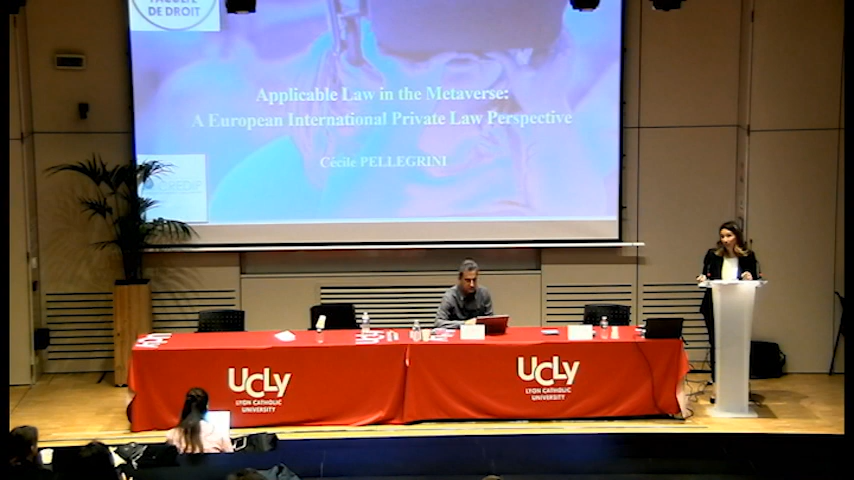 DE DROIT
Applicable Law in the Metaverse:
A European International Private Law Perspective
Cécile PELLEGRINI
CREDIP
UCLy
LYON CATHOLIC
UNIVERSITY
UCLy
LYON CATHOLIC
UNIVERSITY